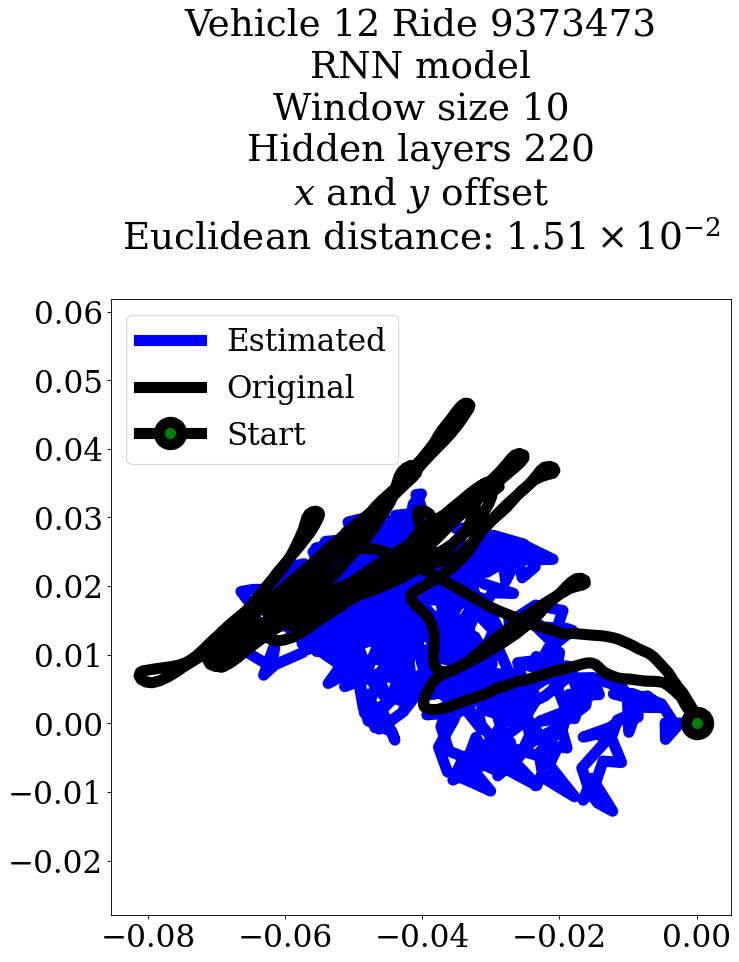 Vehicle 12 Ride 9373473
RNN model
Window size 10
Hidden layers 220
x and y offset
Euclidean distance: 1.51 × 10⁻²
Estimated
Original
Start
0.06
0.05
0.04
0.03
0.02
0.01
0.00
−0.01
−0.02
−0.08 −0.06 −0.04 −0.02 0.00